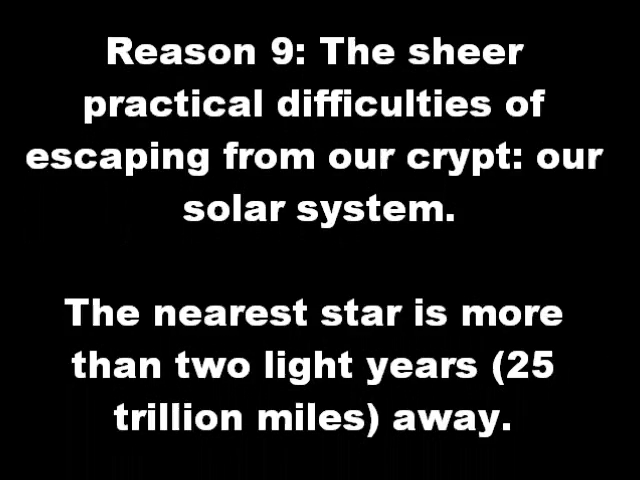 Reason 9: The sheer
practical difficulties of
escaping from our crypt: our
solar system.
The nearest star is more
than two light years (25
trillion miles) away.